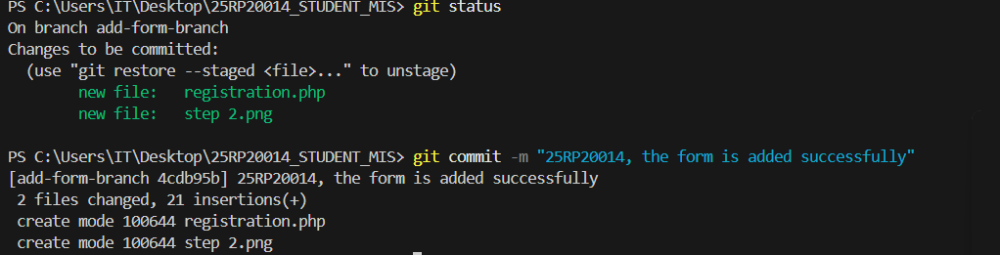 PS C:\Users\IT\Desktop\25RP20014_STUDENT_MIS> git status
On branch add-form-branch
Changes to be committed:
  (use "git restore --staged <file>..." to unstage)
        new file:   registration.php
        new file:   step 2.png

PS C:\Users\IT\Desktop\25RP20014_STUDENT_MIS> git commit -m "25RP20014, the form is added successfully"
[add-form-branch 4cdb95b] 25RP20014, the form is added successfully
 2 files changed, 21 insertions(+)
 create mode 100644 registration.php
 create mode 100644 step 2.png